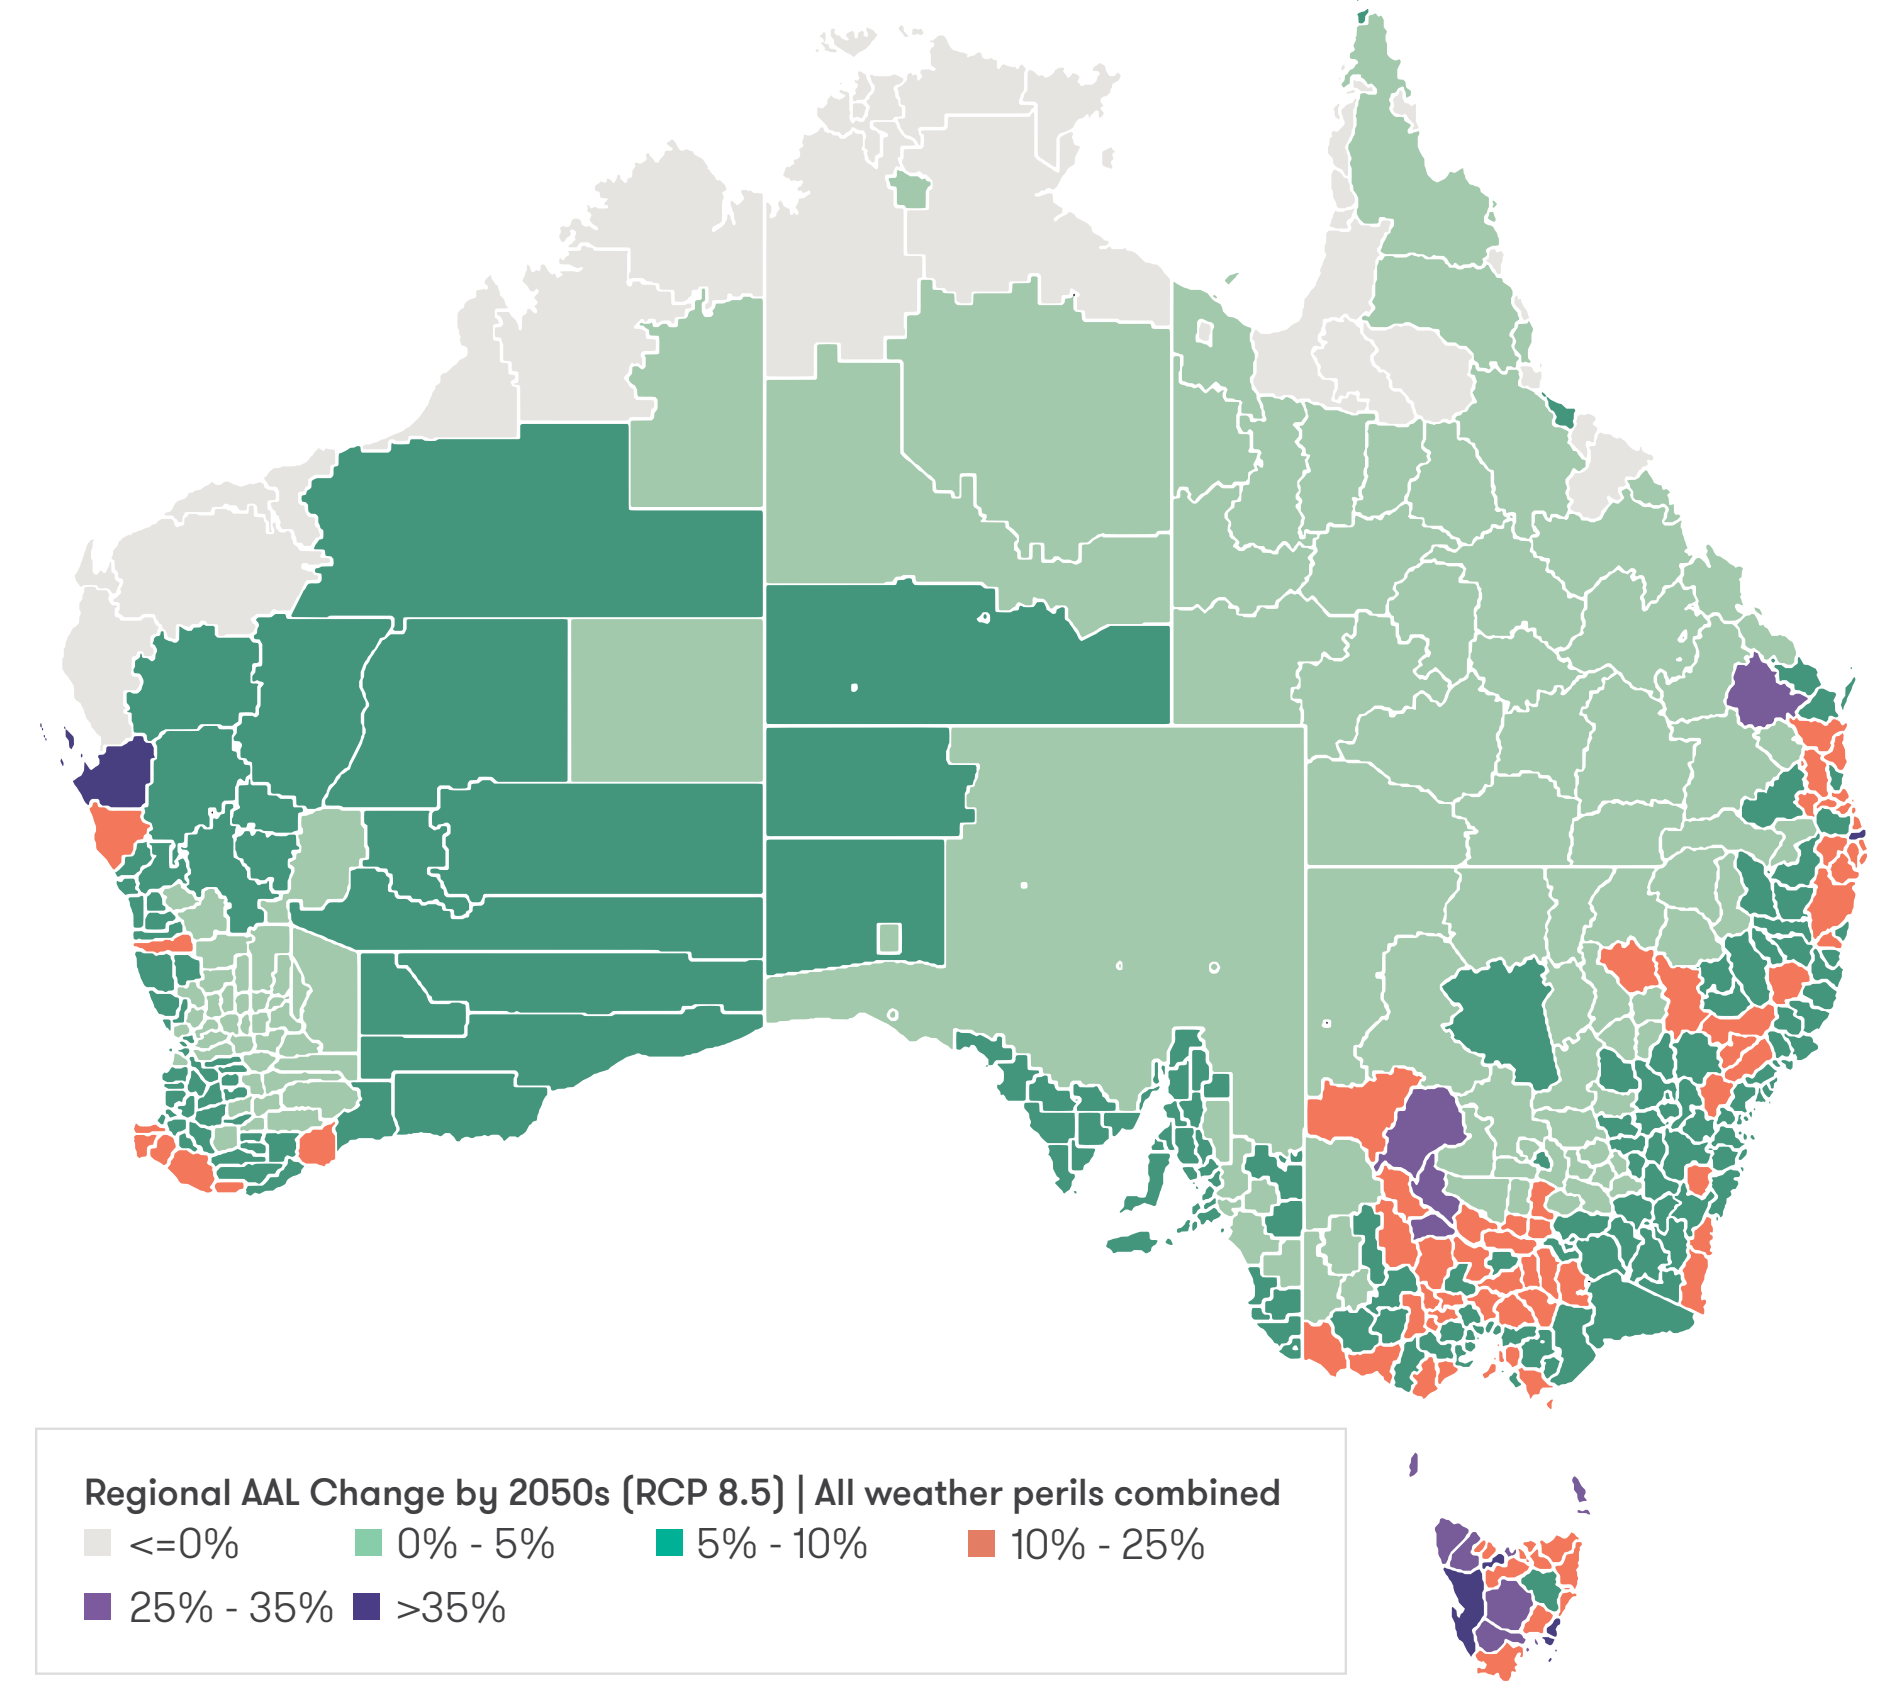 Regional AAL Change by 2050s (RCP 8.5) | All weather perils combined
<=0% 0% - 5% 5% - 10% 10% - 25%
25% - 35% >35%